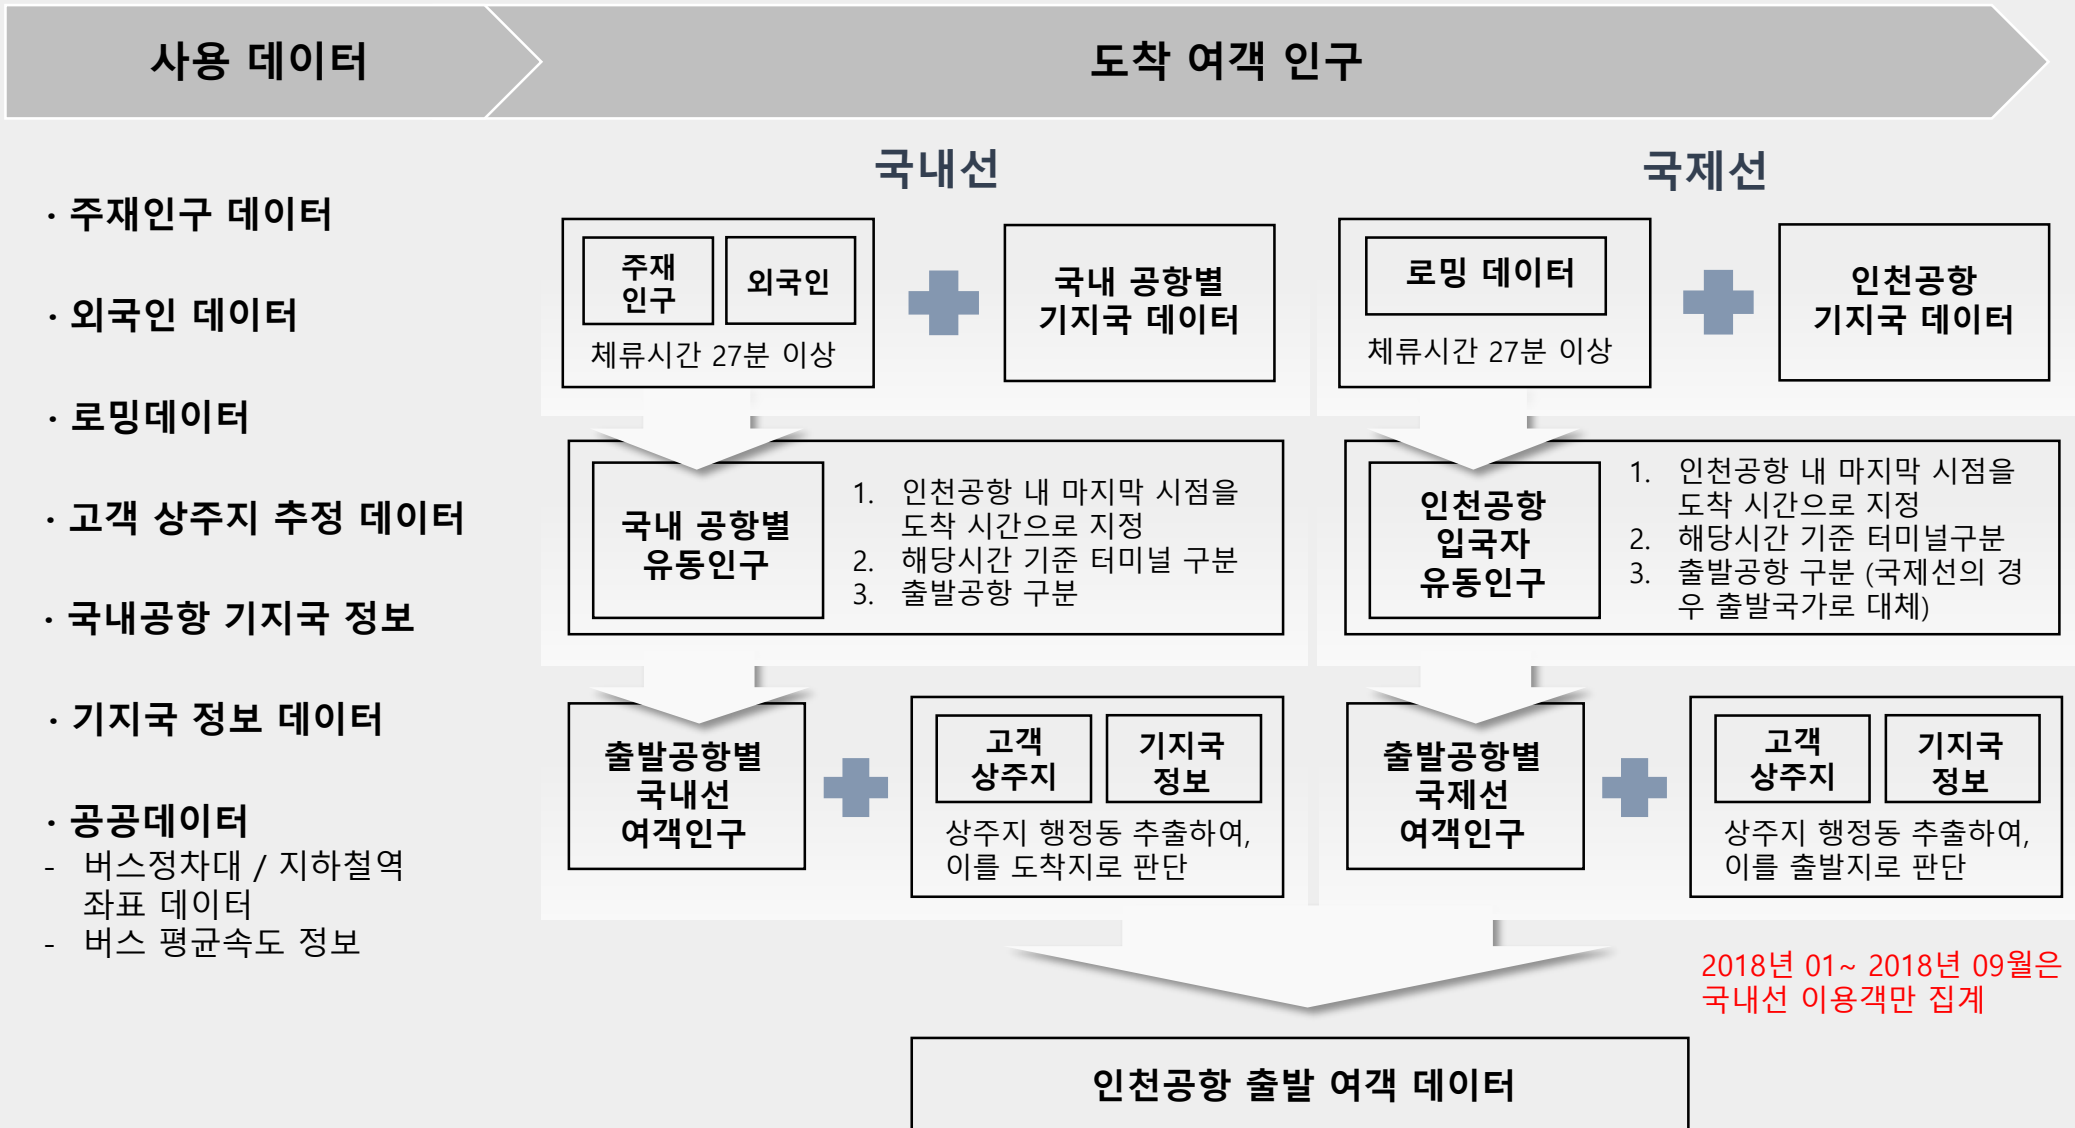 사용 데이터
도착 여객 인구
· 주재인구 데이터
· 외국인 데이터
· 로밍데이터
· 고객 상주지 추정 데이터
· 국내공항 기지국 정보
· 기지국 정보 데이터
· 공공데이터
- 버스정차대 / 지하철역
좌표 데이터
- 버스 평균속도 정보
국내선
주재
인구
외국인
체류시간 27분 이상
국내 공항별
기지국 데이터
국내 공항별
유동인구
1. 인천공항 내 마지막 시점을
도착 시간으로 지정
2. 해당시간 기준 터미널 구분
3. 출발공항 구분
출발공항별
국내선
여객인구
고객
상주지
기지국
정보
상주지 행정동 추출하여,
이를 도착지로 판단
국제선
로밍 데이터
체류시간 27분 이상
인천공항
기지국 데이터
인천공항
입국자
유동인구
1. 인천공항 내 마지막 시점을
도착 시간으로 지정
2. 해당시간 기준 터미널구분
3. 출발공항 구분 (국제선의 경
우 출발국가로 대체)
출발공항별
국제선
여객인구
고객
상주지
기지국
정보
상주지 행정동 추출하여,
이를 출발지로 판단
2018년 01~ 2018년 09월은
국내선 이용객만 집계
인천공항 출발 여객 데이터